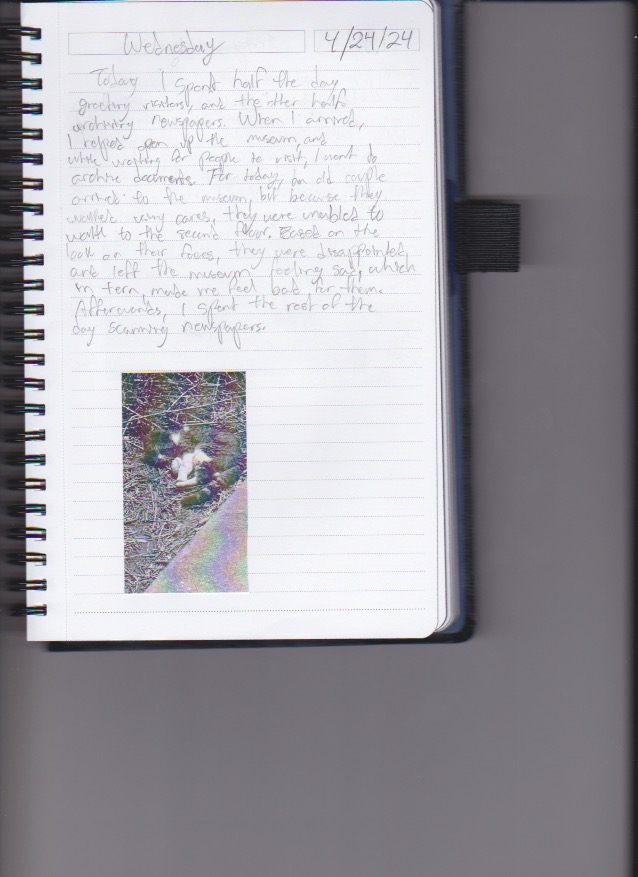 Wednesday
4/24/24
Today I spent half the day
greeting visitors, and the other half
archiving newspapers. When I arrived,
I helped open up the museum, and
while waiting for people to visit, I went to
archive documents. For today, an old couple
arrived to the museum, but because they
walked using canes, they were unabled to
walk to the second floor. Based on the
look on their faces, they were disappointed
and left the museum feeling sad, which
in tern, made me feel bad for them.
Afterwards, I spent the rest of the
day scanning newspapers.